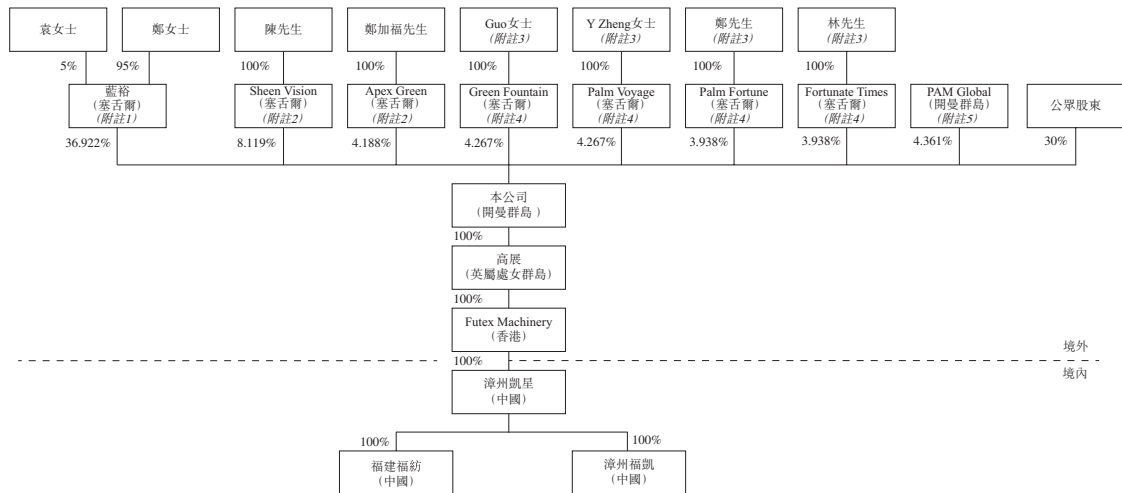 袁女士
鄭女士
陳先生
鄭加福先生
Guo女士
(附註3)
Y Zheng女士
(附註3)
鄭先生
(附註3)
林先生
(附註3)
5%
95%
100%
100%
100%
100%
100%
100%
藍裕
(塞舌爾)
(附註1)
Sheen Vision
(塞舌爾)
(附註2)
Apex Green
(塞舌爾)
(附註2)
Green Fountain
(塞舌爾)
(附註4)
Palm Voyage
(塞舌爾)
(附註4)
Palm Fortune
(塞舌爾)
(附註4)
Fortunate Times
(塞舌爾)
(附註4)
PAM Global
(開曼群島)
(附註5)
公眾股東
36.922%
8.119%
4.188%
4.267%
4.267%
3.938%
3.938%
4.361%
30%
本公司
(開曼群島 )
100%
高展
(英屬處女群島)
100%
Futex Machinery
(香港)
境外
100%
境內
漳州凱星
(中國)
100%
100%
福建福紡
(中國)
漳州福凱
(中國)